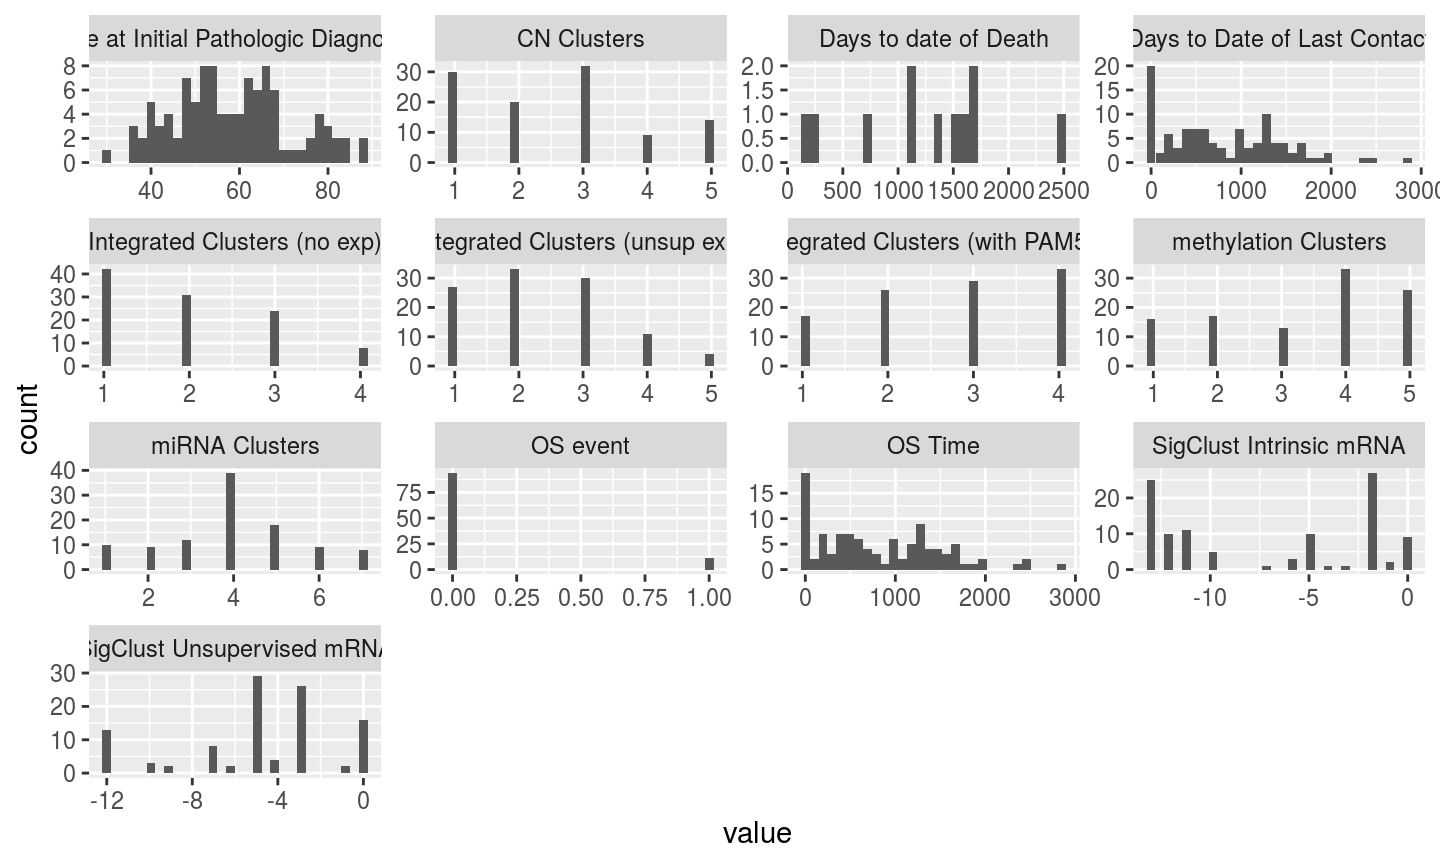 e at Initial Pathologic Diagno
8
6
4
2
0
40 60 80
CN Clusters
30
20
10
0
1 2 3 4 5
Days to date of Death
2.0
1.5
1.0
0.5
0.0
0 500 1000 1500 2000 2500
Days to Date of Last Contact
20
15
10
5
0
0 1000 2000 3000
Integrated Clusters (no exp)
40
30
20
10
0
1 2 3 4
tegrated Clusters (unsup ex
30
20
10
0
1 2 3 4 5
egrated Clusters (with PAM5
30
20
10
0
1 2 3 4
methylation Clusters
30
20
10
0
1 2 3 4 5
count
miRNA Clusters
40
30
20
10
0
2 4 6
OS event
75
50
25
0
0.00 0.25 0.50 0.75 1.00
OS Time
15
10
5
0
0 1000 2000 3000
SigClust Intrinsic mRNA
20
10
0
-10 -5 0
SigClust Unsupervised mRNA
30
20
10
0
-12 -8 -4 0
value